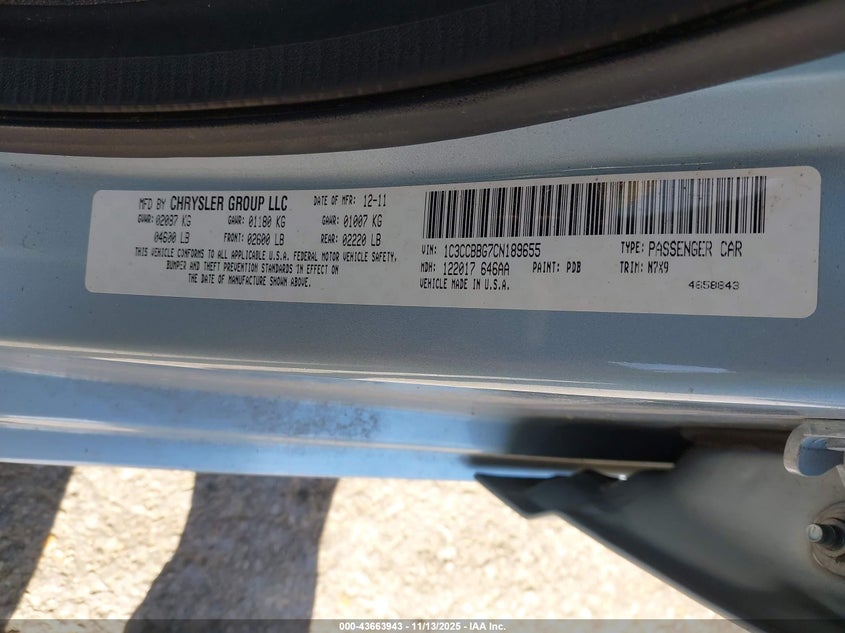 MFD BY CHRYSLER GROUP LLC DATE OF MFR: 12-11
GVWR: 02087 KG GAWR: 01180 KG GAWR: 01007 KG
04600 LB FRONT: 02600 LB REAR: 02220 LB
THIS VEHICLE CONFORMS TO ALL APPLICABLE U.S.A. FEDERAL MOTOR VEHICLE SAFETY,
BUMPER AND THEFT PREVENTION STANDARDS IN EFFECT ON
THE DATE OF MANUFACTURE SHOWN ABOVE.
VIN: 1C3CCBBG7CN189655 TYPE: PASSENGER CAR
MDH: 122017 646AA PAINT: PDB TRIM: N7X9
VEHICLE MADE IN U.S.A. 4658843
000-43663943 - 11/13/2025 - IAA Inc.